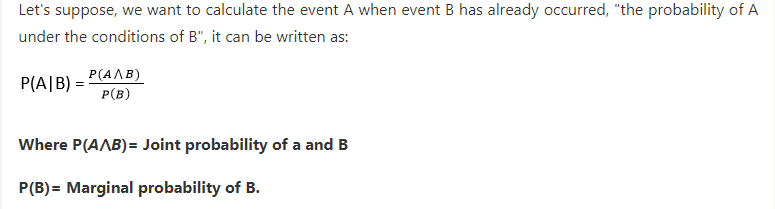 Let's suppose, we want to calculate the event A when event B has already occurred, "the probability of A
under the conditions of B", it can be written as:
P(A|B) = P(A⋀B) / P(B)
Where P(A⋀B)= Joint probability of a and B
P(B)= Marginal probability of B.